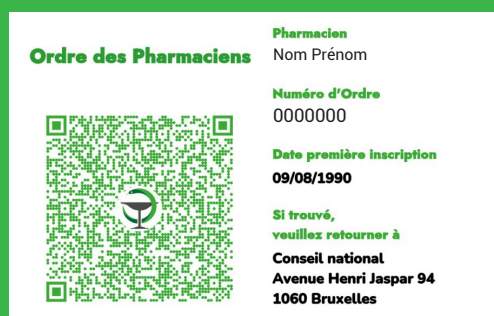 Ordre des Pharmaciens
Pharmacien
Nom Prénom
Numéro d'Ordre
0000000
Date première inscription
09/08/1990
Si trouvé,
veuillez retourner à
Conseil national
Avenue Henri Jaspar 94
1060 Bruxelles